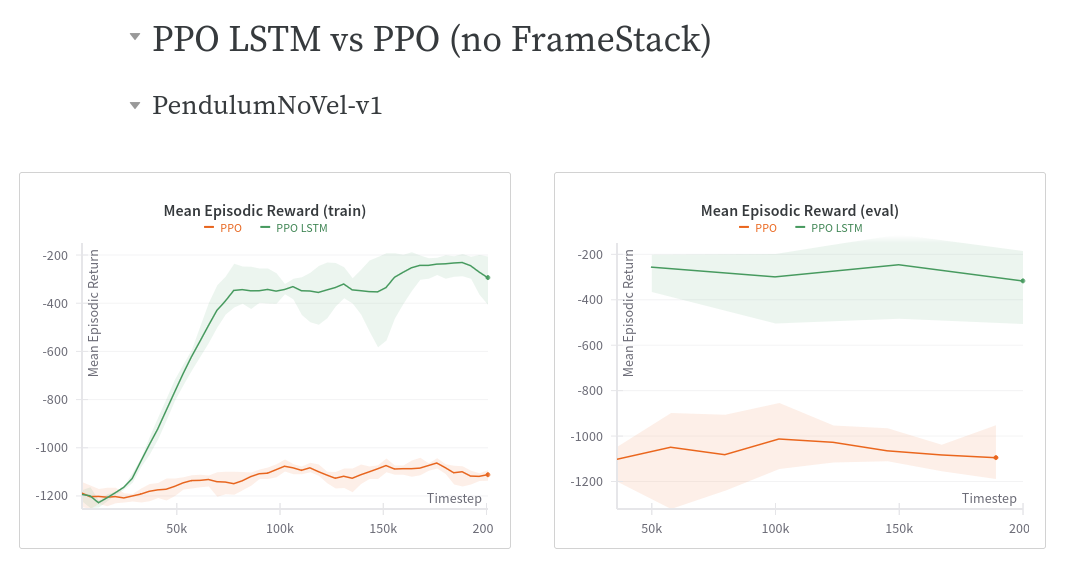 PPO LSTM vs PPO (no FrameStack)
PendulumNoVel-v1
Mean Episodic Reward (train)
PPO PPO LSTM
Mean Episodic Return
-200
-400
-600
-800
-1000
-1200
Timestep
50k 100k 150k 200
Mean Episodic Reward (eval)
PPO PPO LSTM
Mean Episodic Return
-200
-400
-600
-800
-1000
-1200
Timestep
50k 100k 150k 200